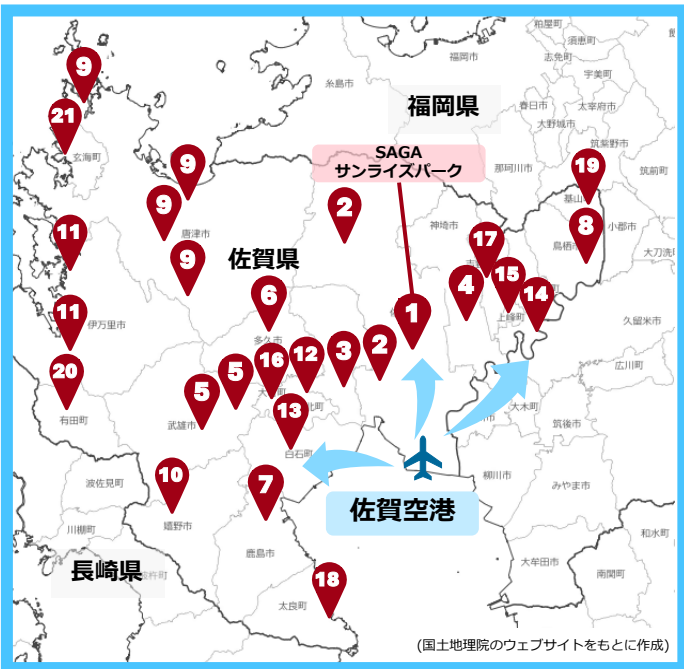 粕屋町
須恵町
福岡市
志免町
宇美町
糸島市
9
福岡県
春日市
太宰府市
大野城市
21
玄海町
SAGA
サンライズパーク
筑紫野市
9
那珂川市
19
筑前町
基山
9
唐津市
2
神埼市
8
小郡市
鳥栖
11
17
大刀洗
9
佐賀県
15
6
4
14
11
伊万里市
1
上峰町
久留米市
多久市
20
16
12
3
2
広川町
5
5
13
大木町
有田町
武雄市
筑後市
白石町
10
7
柳川市
波佐見町
みやま市
嬉野市
佐賀空港
川棚町
和水町
鹿島市
大牟田市
長崎県
南関町
18
太良町
(国土地理院のウェブサイトをもとに作成)